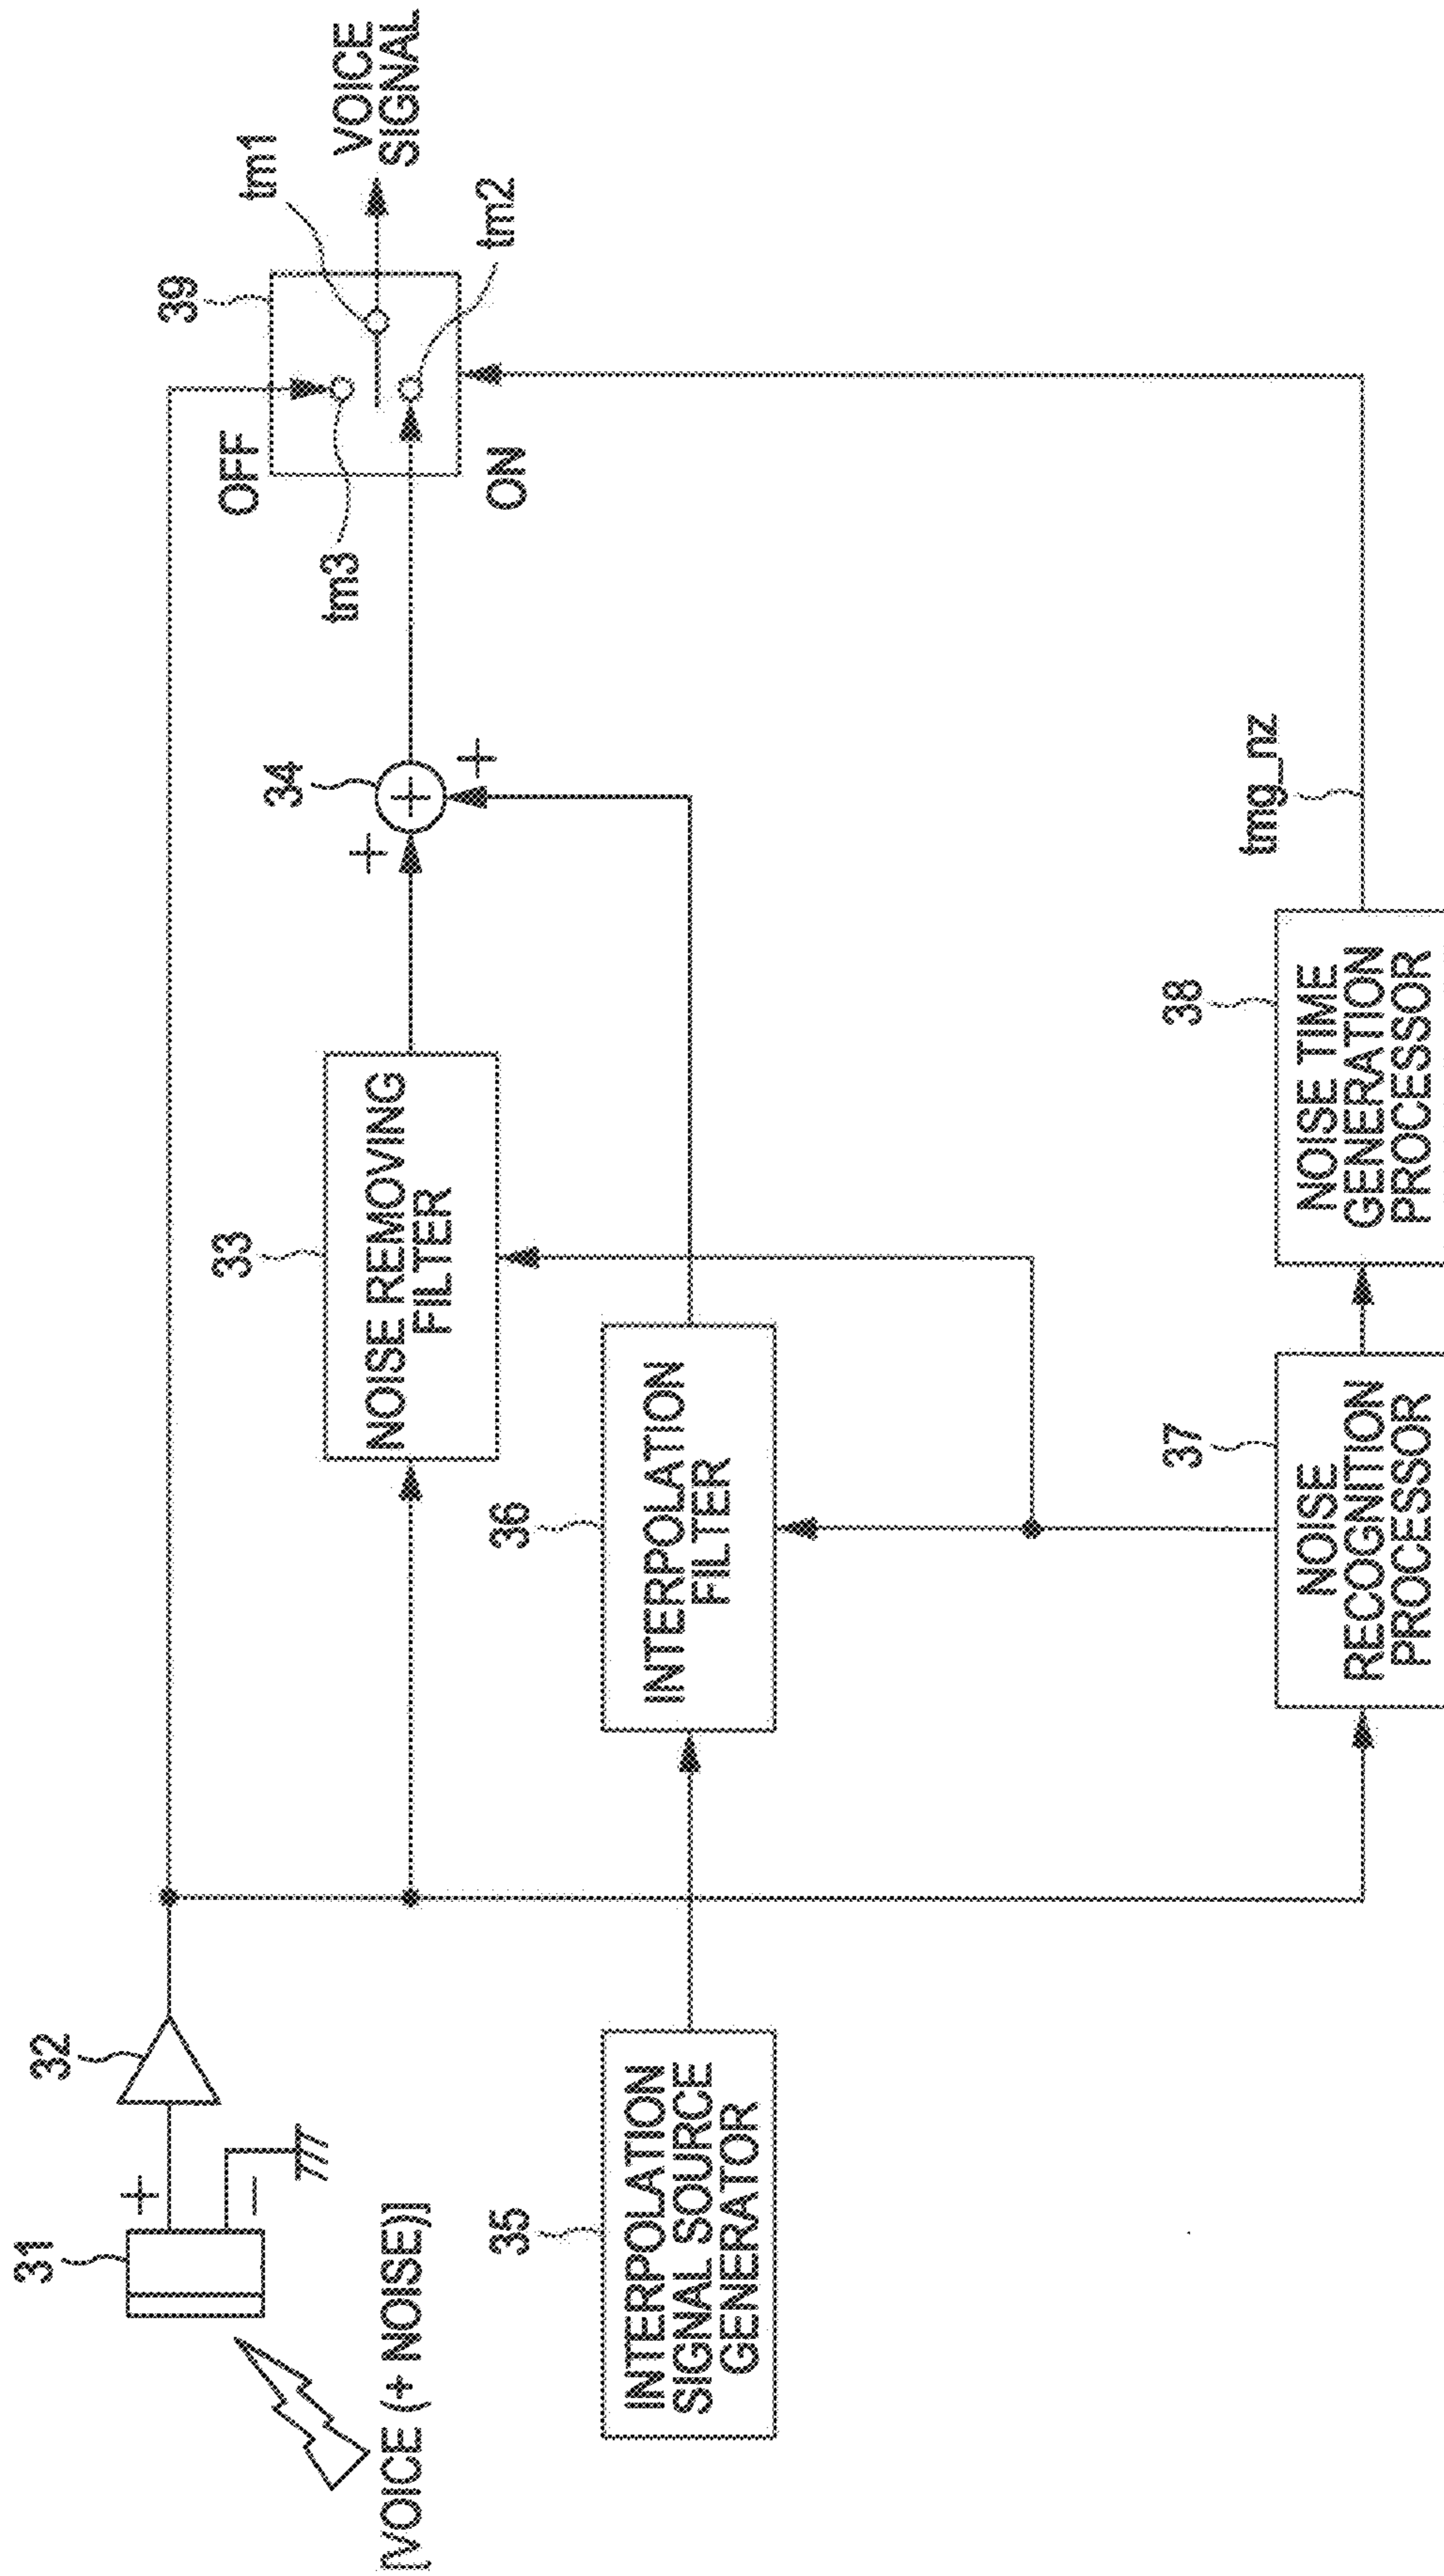 [VOICE (+ NOISE)]
31
+
−
32
INTERPOLATION
SIGNAL SOURCE
GENERATOR
35
NOISE REMOVING
FILTER
33
INTERPOLATION
FILTER
36
NOISE
RECOGNITION
PROCESSOR
37
NOISE TIME
GENERATION
PROCESSOR
38
tmg_nz
34
+
+
+
OFF
ON
39
tm3
tm1
tm2
VOICE
SIGNAL